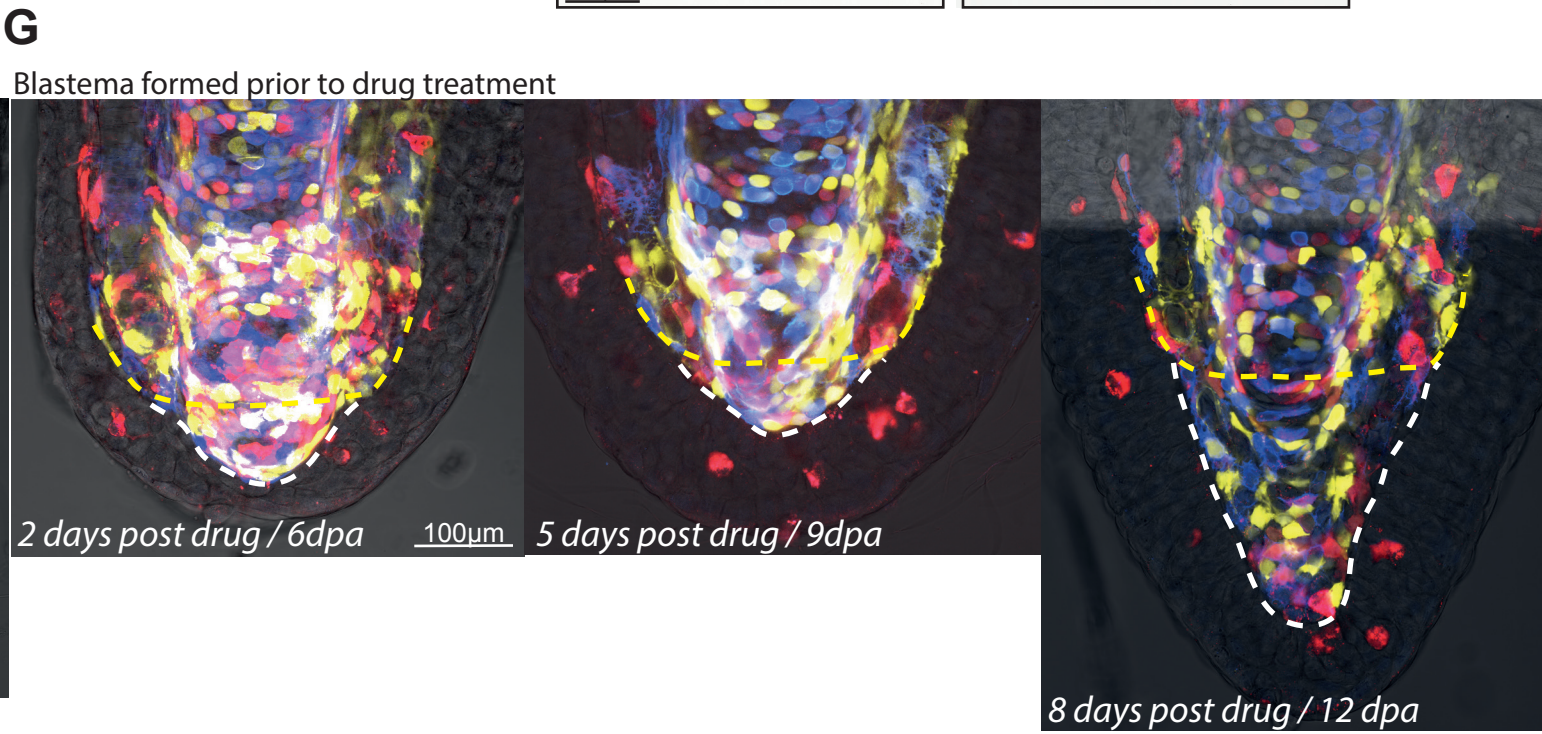 G
Blastema formed prior to drug treatment
2 days post drug / 6dpa
100µm
5 days post drug / 9dpa
8 days post drug / 12 dpa